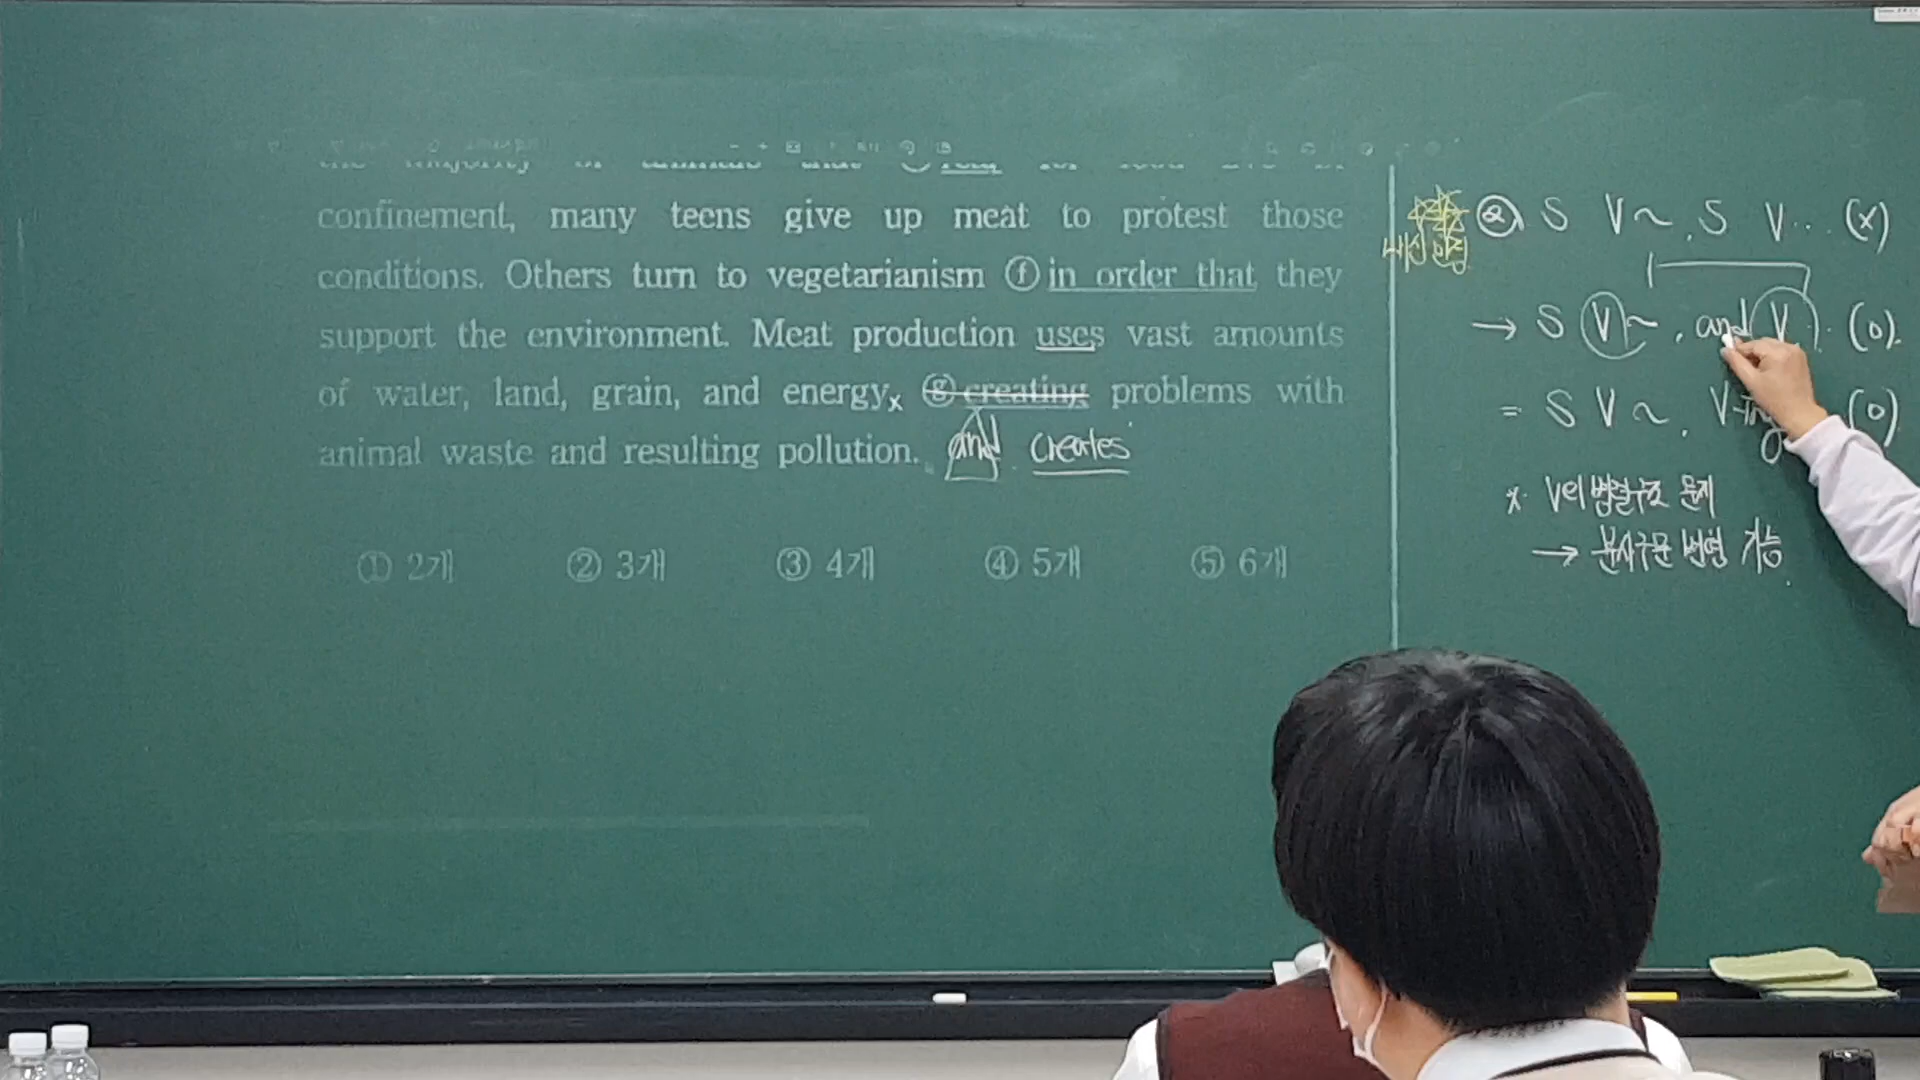 confinement, many teens give up meat to protest those
conditions. Others turn to vegetarianism ⓕ in order that they
support the environment. Meat production uses vast amounts
of water, land, grain, and energy, x ⓖ creating problems with
animal waste and resulting pollution. and creates
① 2개 ② 3개 ③ 4개 ④ 5개 ⑤ 6개
② S V ~ , S V ... (x)
→ S V ~ , and V ... (o).
= S V ~ , V-ing (o)
* Ver 병렬구조 문제
→ 분사구문 변형 가능.